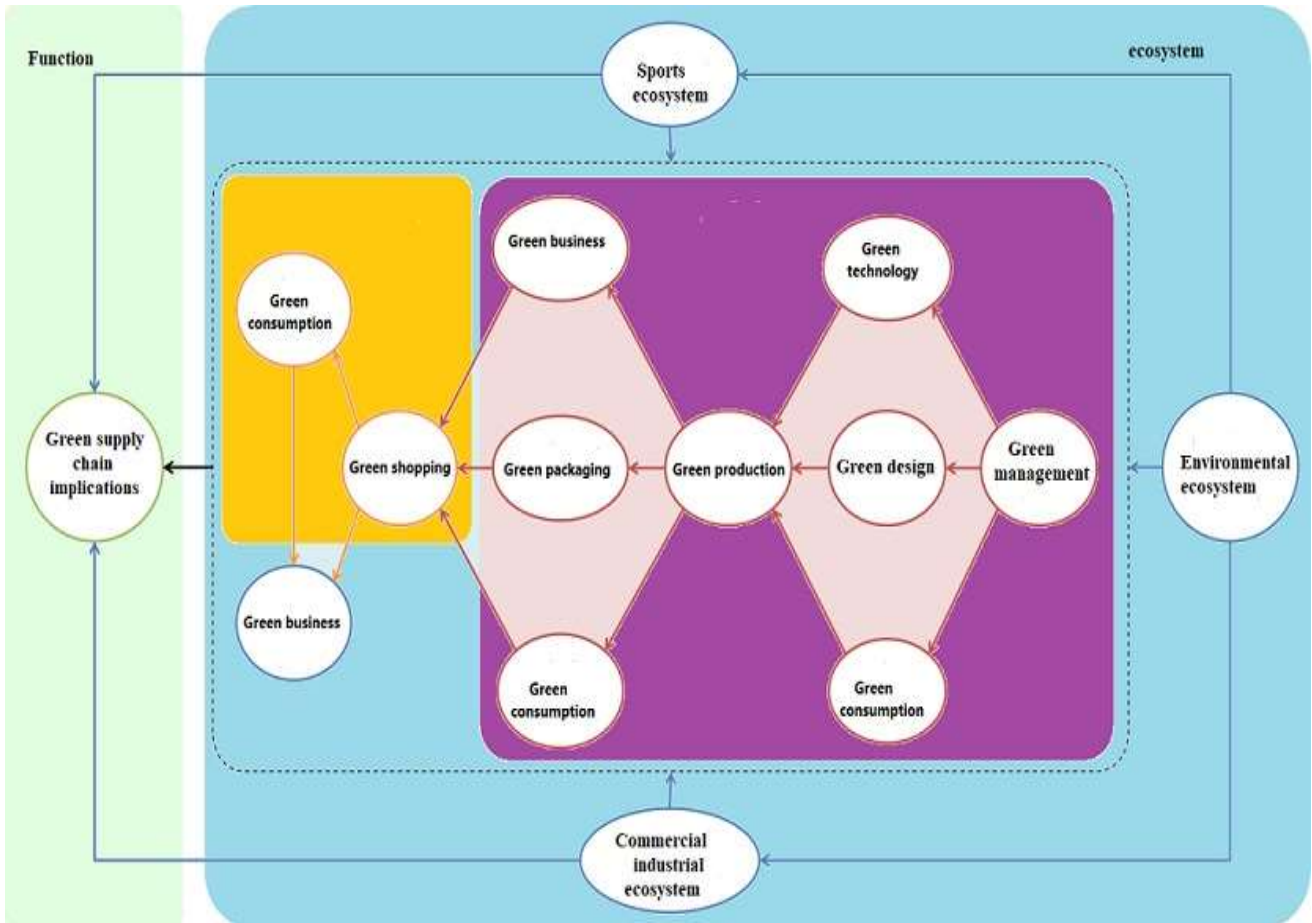 Function
ecosystem
Sports
ecosystem
Green business
Green
technology
Green
consumption
Green supply
chain
implications
Green shopping
Green packaging
Green production
Green design
Green
management
Environmental
ecosystem
Green business
Green
consumption
Green
consumption
Commercial
industrial
ecosystem